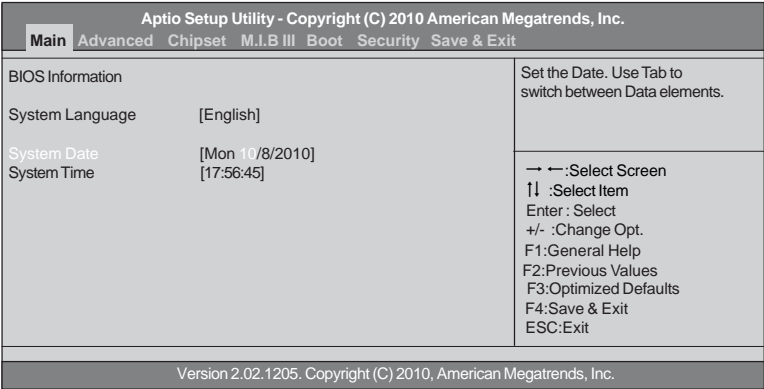 Aptio Setup Utility - Copyright (C) 2010 American Megatrends, Inc.
Main Advanced Chipset M.I.B III Boot Security Save & Exit
BIOS Information
System Language [English]
System Date [Mon 10/8/2010]
System Time [17:56:45]
Set the Date. Use Tab to
switch between Data elements.
→ ←:Select Screen
↑↓ :Select Item
Enter : Select
+/- :Change Opt.
F1:General Help
F2:Previous Values
F3:Optimized Defaults
F4:Save & Exit
ESC:Exit
Version 2.02.1205. Copyright (C) 2010, American Megatrends, Inc.